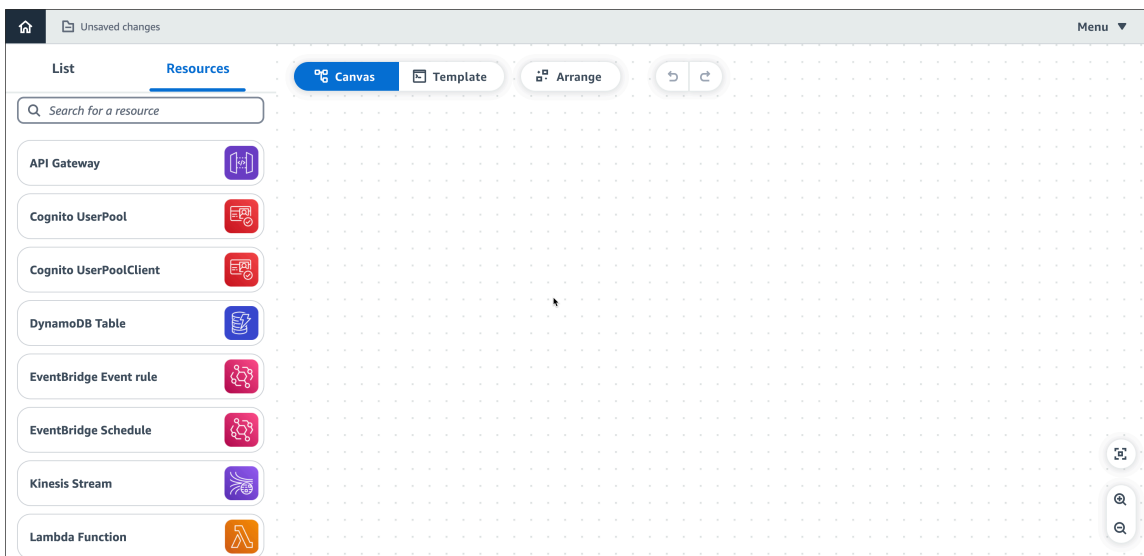 Unsaved changes
Menu
List
Resources
Canvas
Template
Arrange
Search for a resource
API Gateway
Cognito UserPool
Cognito UserPoolClient
DynamoDB Table
EventBridge Event rule
EventBridge Schedule
Kinesis Stream
Lambda Function